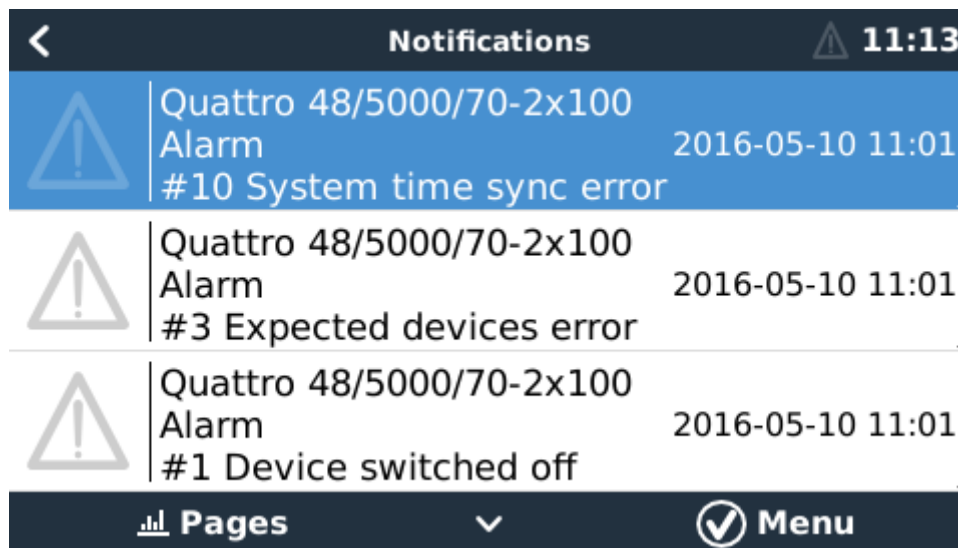 Notifications
11:13
Quattro 48/5000/70-2x100
Alarm
2016-05-10 11:01
#10 System time sync error
Quattro 48/5000/70-2x100
Alarm
2016-05-10 11:01
#3 Expected devices error
Quattro 48/5000/70-2x100
Alarm
2016-05-10 11:01
#1 Device switched off
Pages
Menu